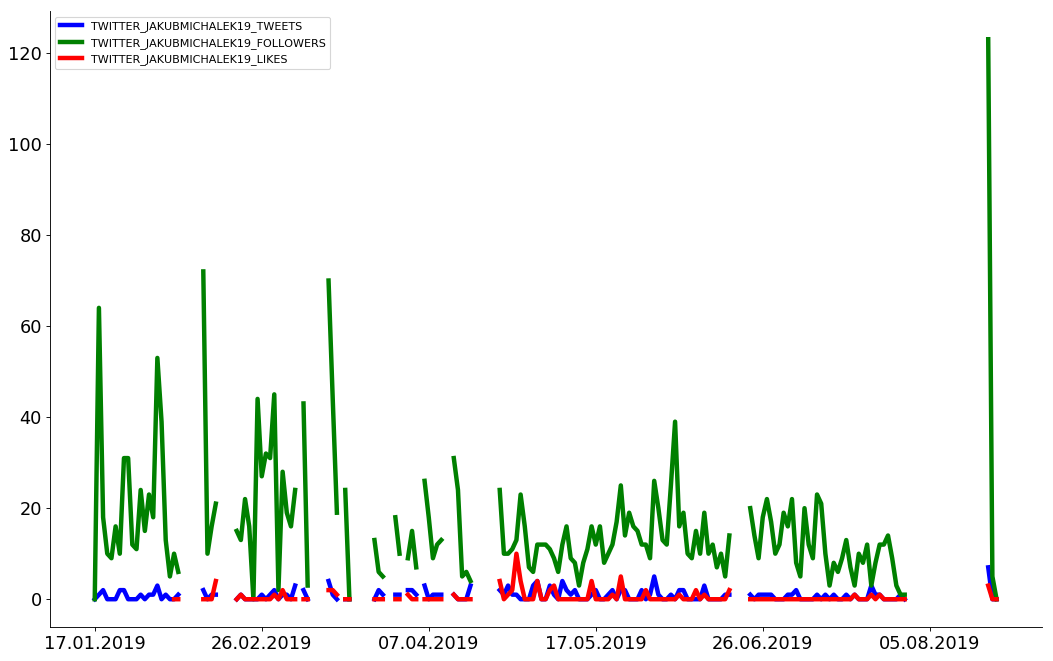 TWITTER_JAKUBMICHALEK19_TWEETS
TWITTER_JAKUBMICHALEK19_FOLLOWERS
TWITTER_JAKUBMICHALEK19_LIKES
120
100
80
60
40
20
0
17.01.2019 26.02.2019 07.04.2019 17.05.2019 26.06.2019 05.08.2019